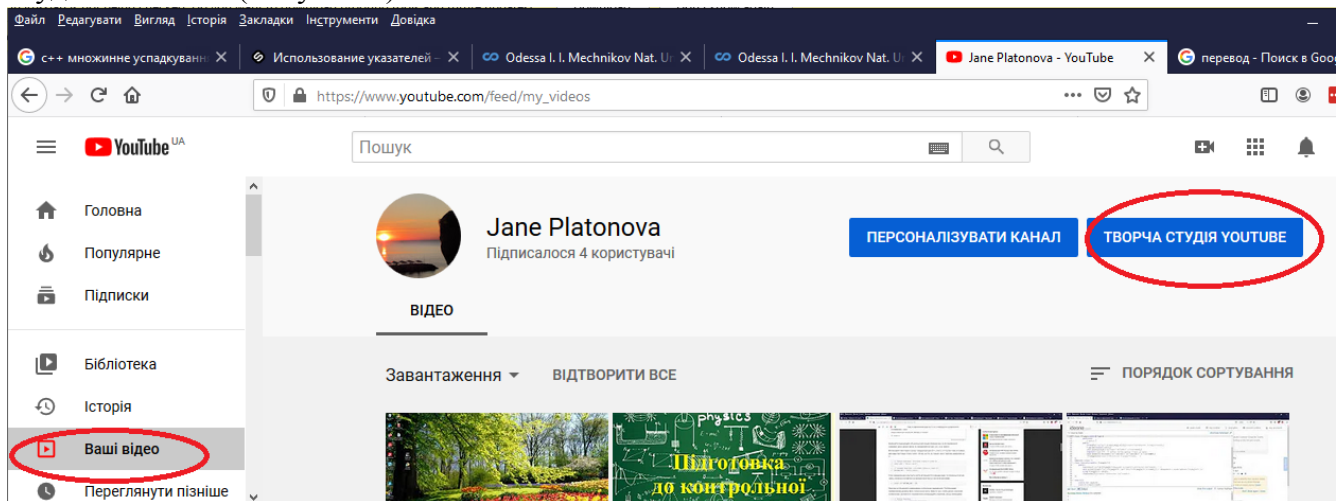 Файл Редагувати Вигляд Історія Закладки Інструменти Довідка
с++ множинне успадкуванн
Использование указателей –
Odessa I. I. Mechnikov Nat. Ur
Odessa I. I. Mechnikov Nat. U
Jane Platonova - YouTube
перевод - Поиск в Goo
https://www.youtube.com/feed/my_videos
YouTube UA
Пошук
Головна
Популярне
Підписки
Бібліотека
Історія
Ваші відео
Переглянути пізніше
Jane Platonova
Підписалося 4 користувачі
ПЕРСОНАЛІЗУВАТИ КАНАЛ
ТВОРЧА СТУДІЯ YOUTUBE
ВІДЕО
Завантаження
ВІДТВОРИТИ ВСЕ
ПОРЯДОК СОРТУВАННЯ
physics
Підготовка
до контрольної